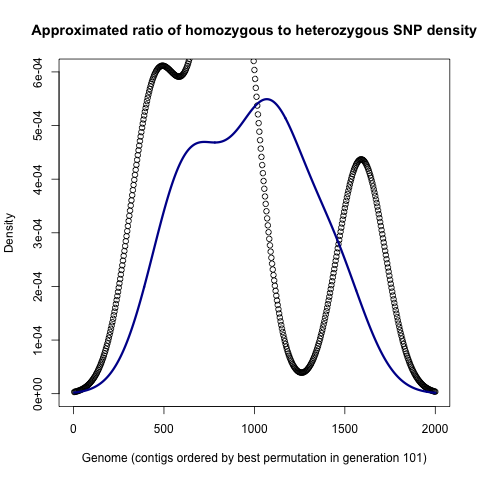 Approximated ratio of homozygous to heterozygous SNP density
6e-04
5e-04
4e-04
3e-04
2e-04
1e-04
0e+00
Density
0 500 1000 1500 2000
Genome (contigs ordered by best permutation in generation 101)